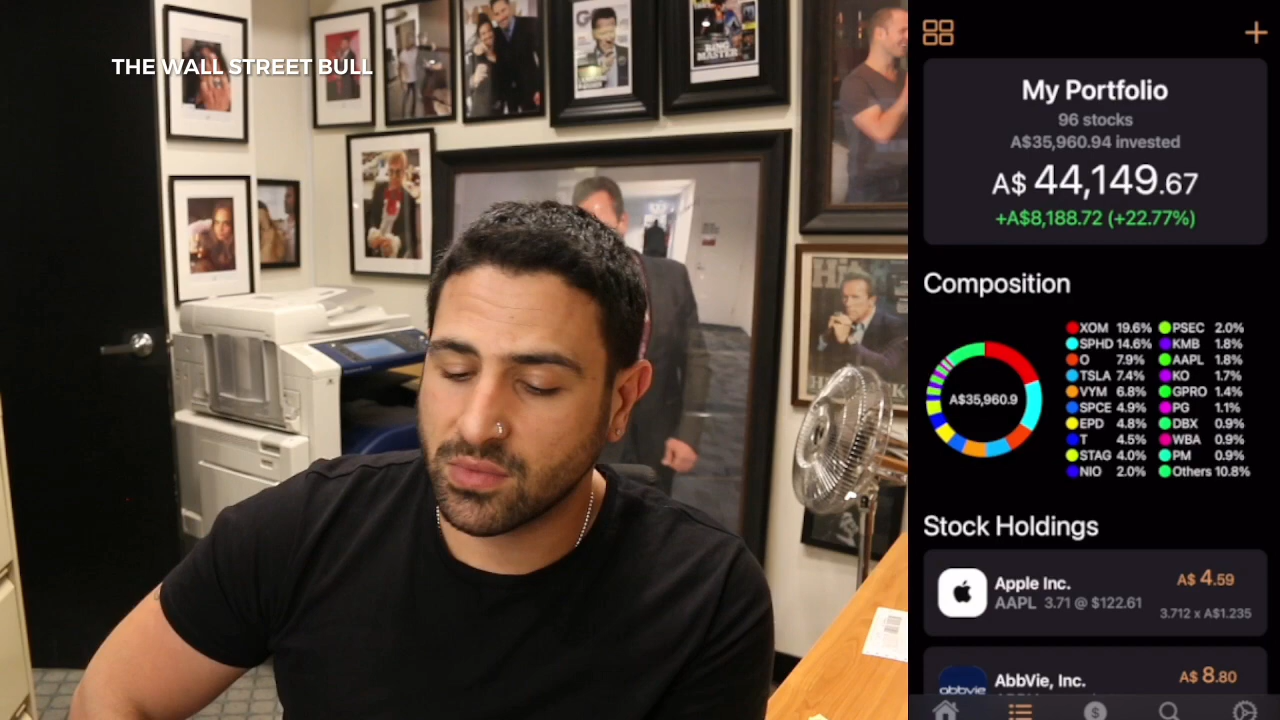 THE WALL STREET BULL
GQ
RING
MASTER
My Portfolio
96 stocks
A$35,960.94 invested
A$ 44,149.67
+A$8,188.72 (+22.77%)
Composition
A$35,960.9
XOM 19.6%
SPHD 14.6%
O 7.9%
TSLA 7.4%
VYM 6.8%
SPCE 4.9%
EPD 4.8%
T 4.5%
STAG 4.0%
NIO 2.0%
PSEC 2.0%
KMB 1.8%
AAPL 1.8%
KO 1.7%
GPRO 1.4%
PG 1.1%
DBX 0.9%
WBA 0.9%
PM 0.9%
Others 10.8%
Stock Holdings
Apple Inc.
A$ 4.59
AAPL 3.71 @ $122.61
3.712 x A$1.235
abbvie
AbbVie, Inc.
A$ 8.80